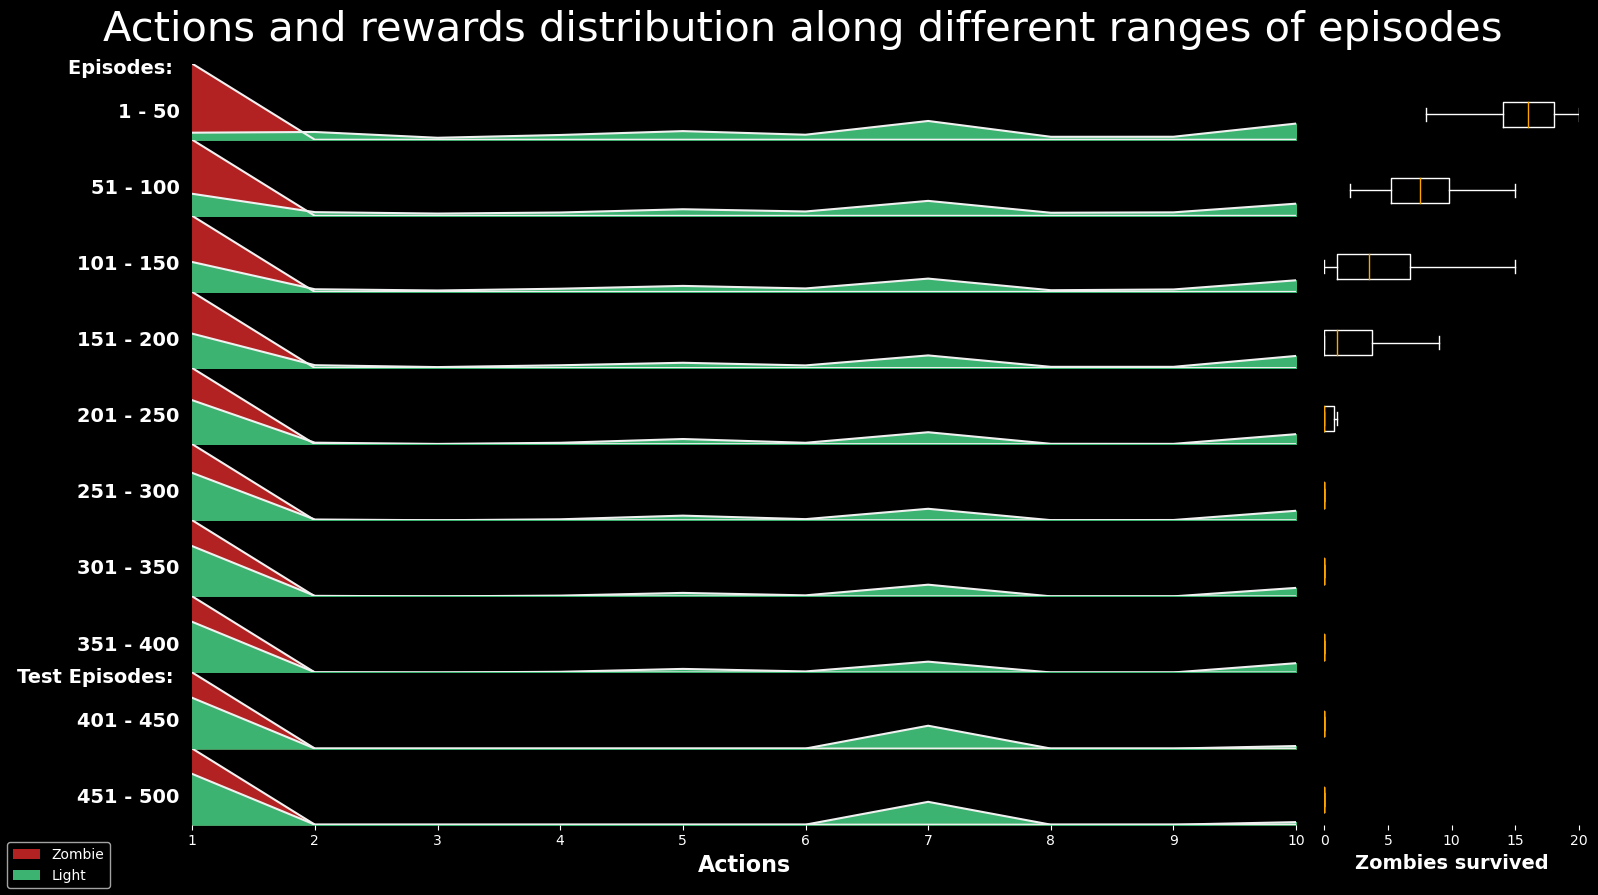 Actions and rewards distribution along different ranges of episodes
Episodes:
1 - 50
51 - 100
101 - 150
151 - 200
201 - 250
251 - 300
301 - 350
351 - 400
Test Episodes:
401 - 450
451 - 500
1 2 3 4 5 6 7 8 9 10
0 5 10 15 20
Actions
Zombies survived
Zombie
Light